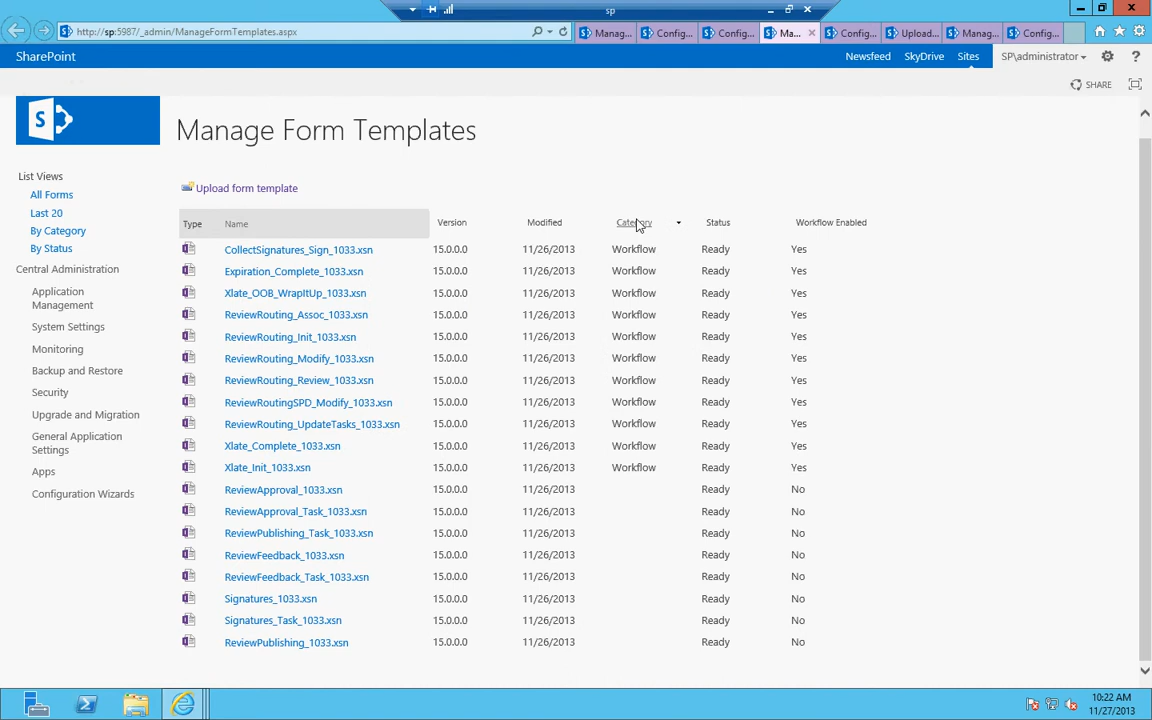 sp
http://sp:5987/_admin/ManageFormTemplates.aspx
Manag...
Config...
Config...
Ma...
Config...
Upload...
Manag...
Config...
SharePoint
Newsfeed
SkyDrive
Sites
SP\administrator
?
SHARE
S
Manage Form Templates
List Views
All Forms
Last 20
By Category
By Status
Central Administration
Application
Management
System Settings
Monitoring
Backup and Restore
Security
Upgrade and Migration
General Application
Settings
Apps
Configuration Wizards
Upload form template
Type Name Version Modified Category Status Workflow Enabled
CollectSignatures_Sign_1033.xsn 15.0.0.0 11/26/2013 Workflow Ready Yes
Expiration_Complete_1033.xsn 15.0.0.0 11/26/2013 Workflow Ready Yes
Xlate_OOB_WrapItUp_1033.xsn 15.0.0.0 11/26/2013 Workflow Ready Yes
ReviewRouting_Assoc_1033.xsn 15.0.0.0 11/26/2013 Workflow Ready Yes
ReviewRouting_Init_1033.xsn 15.0.0.0 11/26/2013 Workflow Ready Yes
ReviewRouting_Modify_1033.xsn 15.0.0.0 11/26/2013 Workflow Ready Yes
ReviewRouting_Review_1033.xsn 15.0.0.0 11/26/2013 Workflow Ready Yes
ReviewRoutingSPD_Modify_1033.xsn 15.0.0.0 11/26/2013 Workflow Ready Yes
ReviewRouting_UpdateTasks_1033.xsn 15.0.0.0 11/26/2013 Workflow Ready Yes
Xlate_Complete_1033.xsn 15.0.0.0 11/26/2013 Workflow Ready Yes
Xlate_Init_1033.xsn 15.0.0.0 11/26/2013 Workflow Ready Yes
ReviewApproval_1033.xsn 15.0.0.0 11/26/2013 Ready No
ReviewApproval_Task_1033.xsn 15.0.0.0 11/26/2013 Ready No
ReviewPublishing_Task_1033.xsn 15.0.0.0 11/26/2013 Ready No
ReviewFeedback_1033.xsn 15.0.0.0 11/26/2013 Ready No
ReviewFeedback_Task_1033.xsn 15.0.0.0 11/26/2013 Ready No
Signatures_1033.xsn 15.0.0.0 11/26/2013 Ready No
Signatures_Task_1033.xsn 15.0.0.0 11/26/2013 Ready No
ReviewPublishing_1033.xsn 15.0.0.0 11/26/2013 Ready No
10:22 AM
11/27/2013